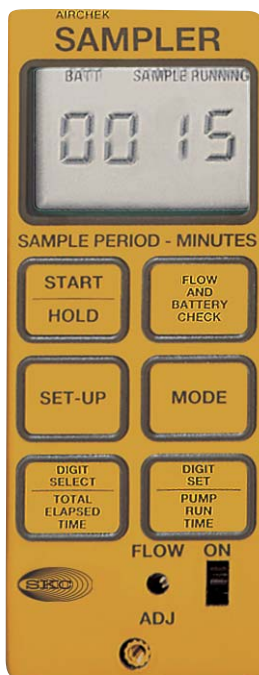 AIRCHEK
SAMPLER
BATT SAMPLE RUNNING
0015
SAMPLE PERIOD - MINUTES
START
HOLD
FLOW
AND
BATTERY
CHECK
SET-UP
MODE
DIGIT
SELECT
TOTAL
ELAPSED
TIME
DIGIT
SET
PUMP
RUN
TIME
FLOW ON
SKC
ADJ